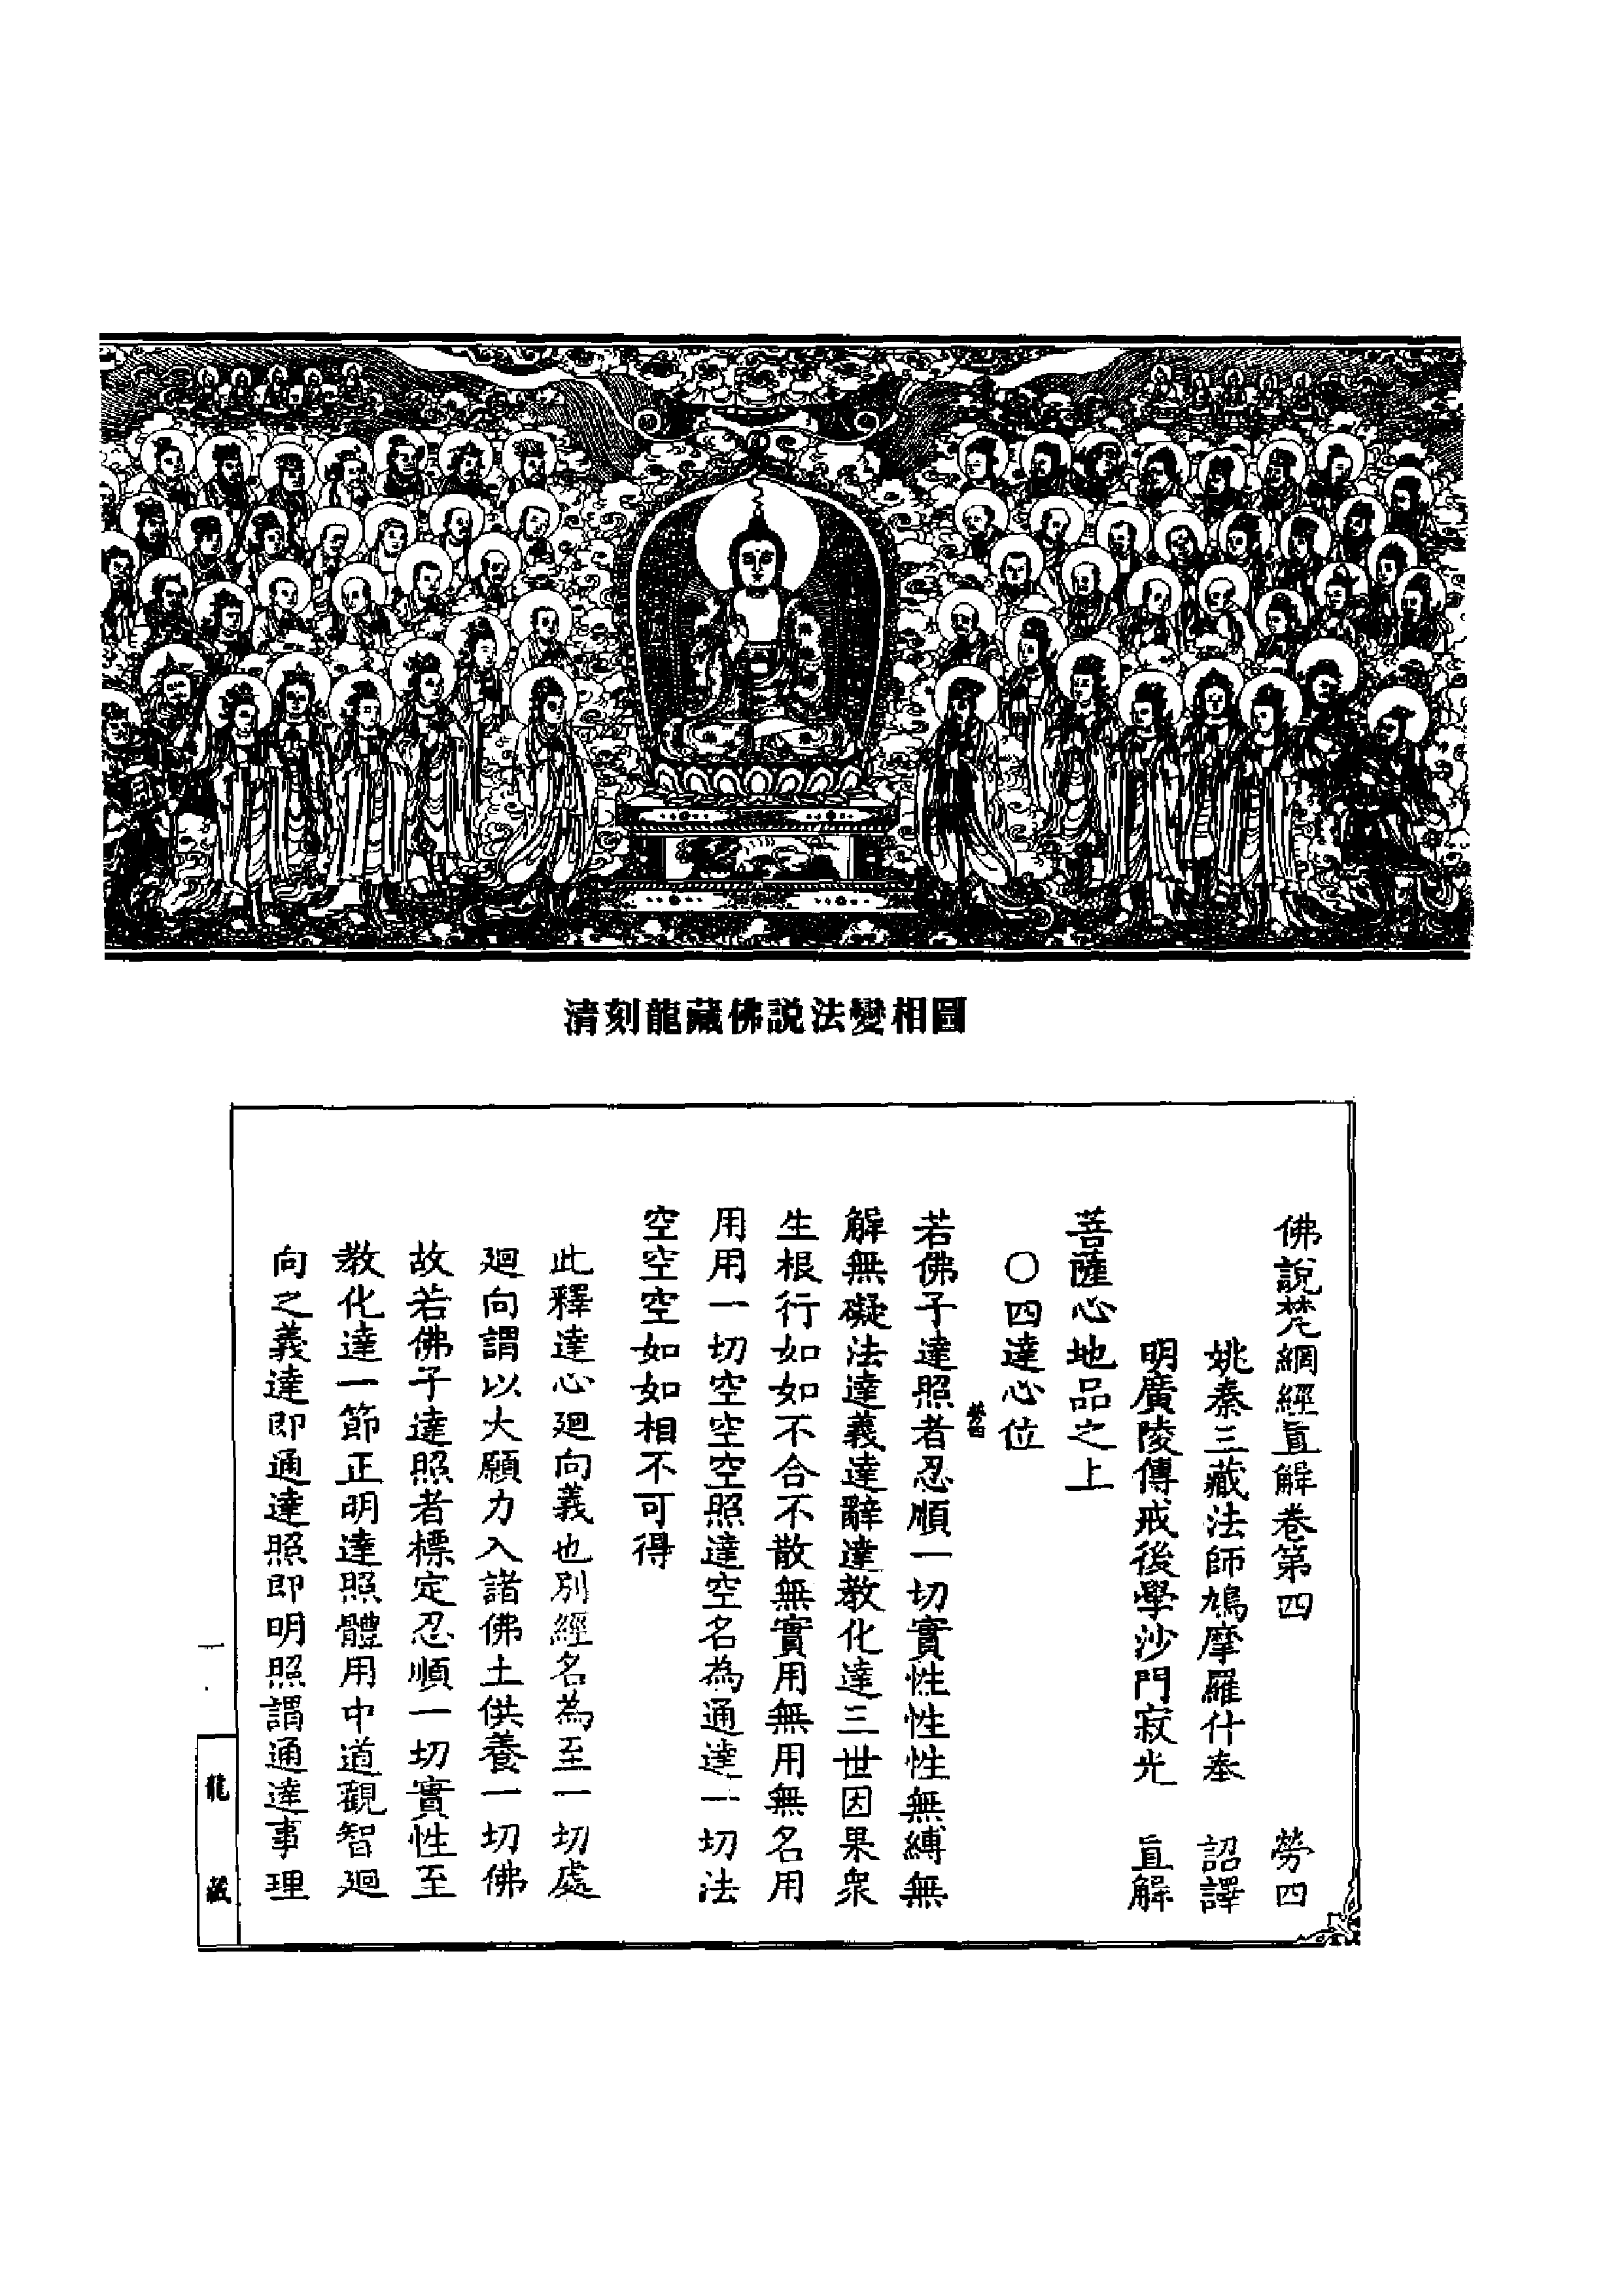 清刻龍藏佛説法變相圖
佛說梵網經直解卷第四 勞四
姚秦三藏法師鳩摩羅什奉 詔譯
明廣陵傳戒後學沙門寂光 直解
菩薩心地品之上
〇四達心位
勞四
若佛子達照者忍順一切實性性性無縛無
解無礙法達義達辭達教化達三世因果衆
生根行如如不合不散無實用無用無名用
用用一切空空空照達空名為通達一切法
空空空如如相不可得
此釋達心廻向義也別經名為至一切處
廻向謂以大願力入諸佛土供養一切佛
故若佛子達照者標定忍順一切實性至
教化達一節正明達照體用中道觀智廻
向之義達即通達照即明照謂通達事理
一
龍藏